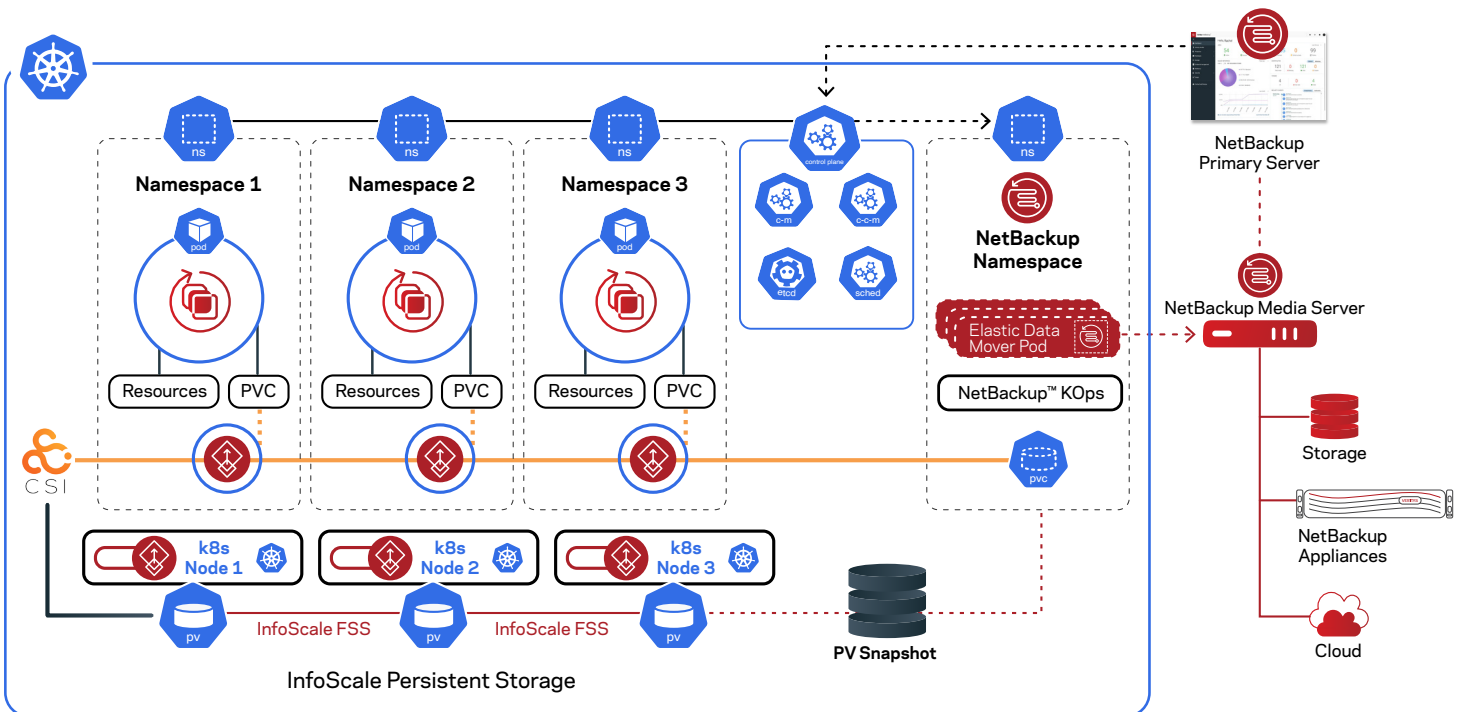 ns
ns
ns
control plane
ns
NetBackup
Primary Server
Namespace 1
Namespace 2
Namespace 3
c-m
c-c-m
etcd
sched
pod
pod
pod
NetBackup
Namespace
NetBackup Media Server
Elastic Data
Mover Pod
Resources
PVC
Resources
PVC
Resources
PVC
NetBackup™ KOps
CSI
pvc
Storage
k8s
Node 1
k8s
Node 2
k8s
Node 3
NetBackup
Appliances
pv
InfoScale FSS
pv
InfoScale FSS
pv
PV Snapshot
Cloud
InfoScale Persistent Storage